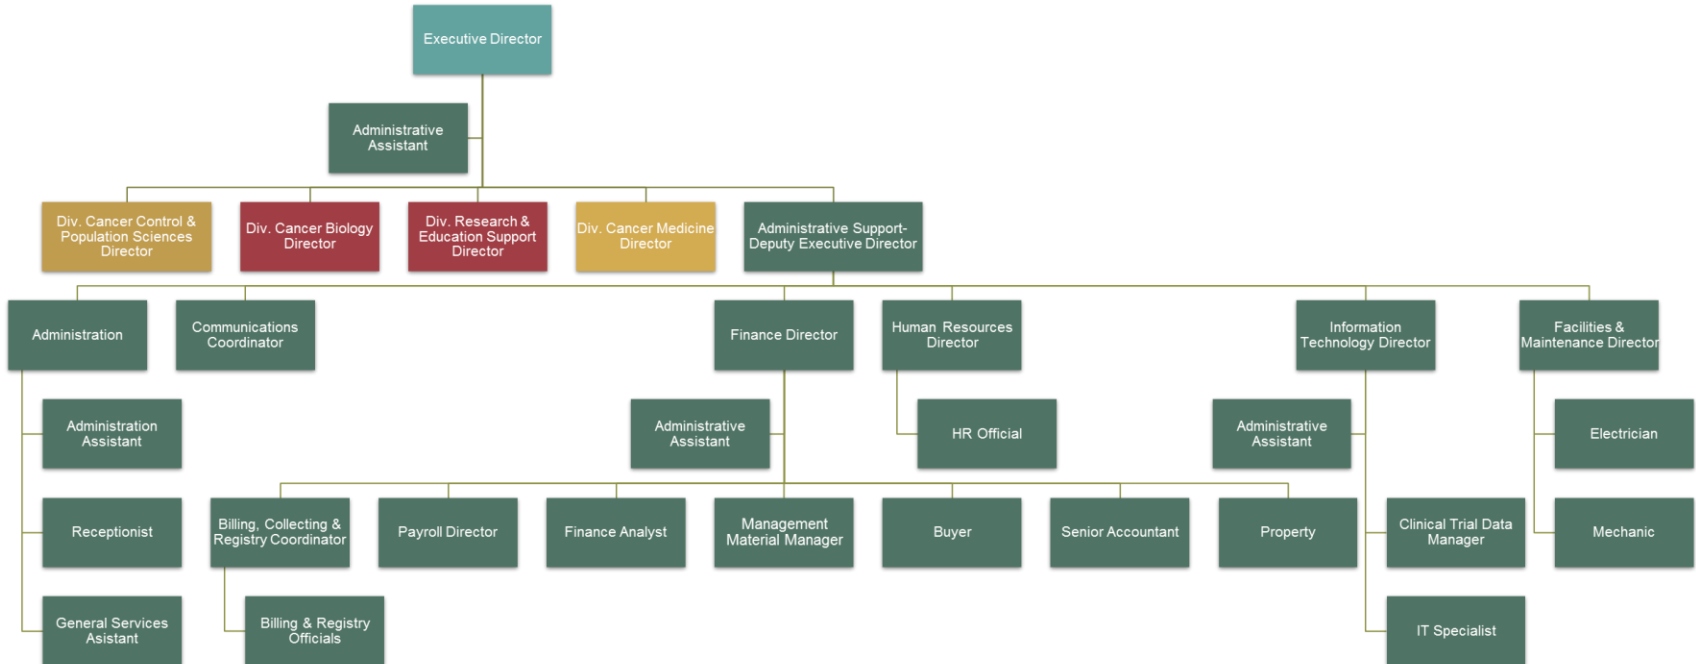 Executive Director
Administrative
Assistant
Div. Cancer Control &
Population Sciences
Director
Div. Cancer Biology
Director
Div. Research &
Education Support
Director
Div. Cancer Medicine
Director
Administrative Support-
Deputy Executive Director
Administration
Communications
Coordinator
Finance Director
Human Resources
Director
Information
Technology Director
Facilities &
Maintenance Director
Administration
Assistant
Administrative
Assistant
HR Official
Administrative
Assistant
Electrician
Receptionist
Billing, Collecting &
Registry Coordinator
Payroll Director
Finance Analyst
Management
Material Manager
Buyer
Senior Accountant
Property
Clinical Trial Data
Manager
Mechanic
General Services
Asistant
Billing & Registry
Officials
IT Specialist